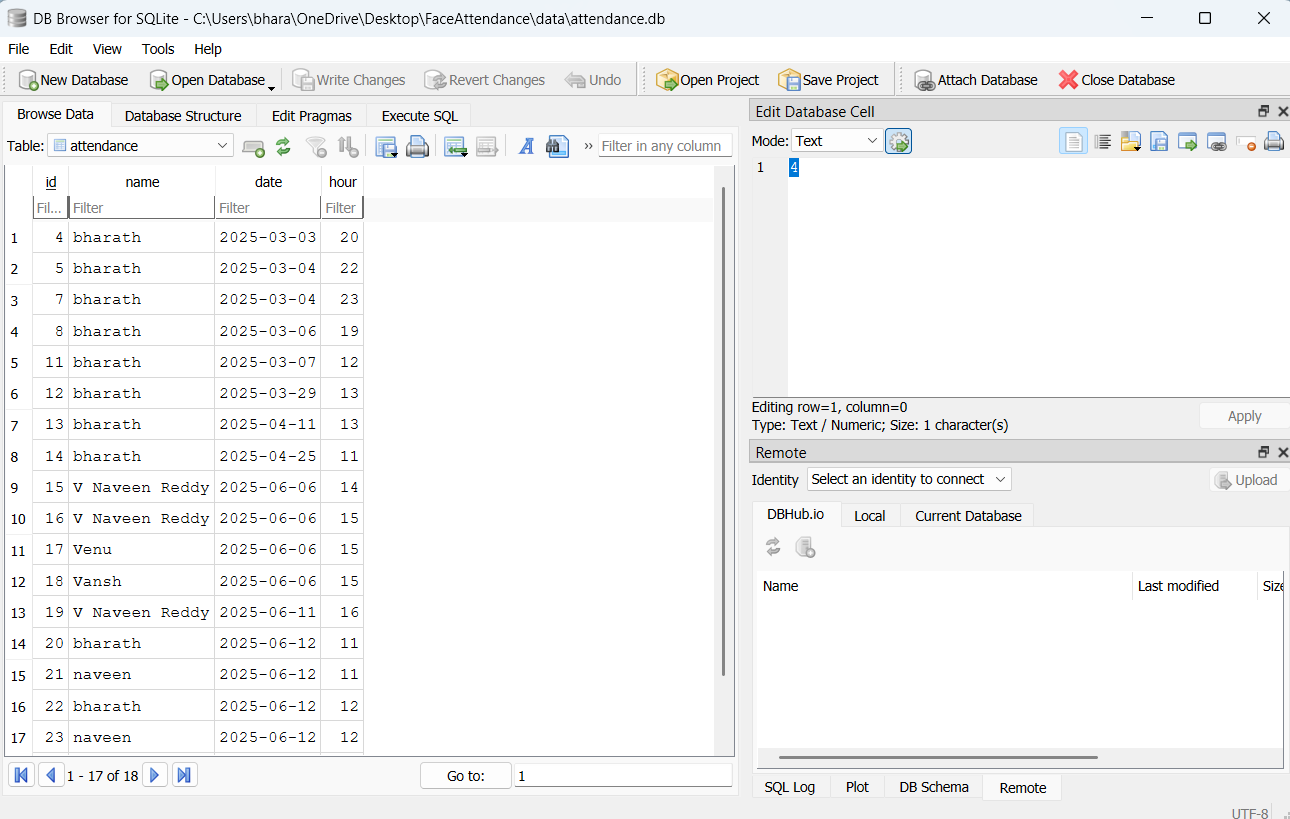 DB Browser for SQLite - C:\Users\bhara\OneDrive\Desktop\FaceAttendance\data\attendance.db
File Edit View Tools Help
New Database Open Database Write Changes Revert Changes Undo Open Project Save Project Attach Database Close Database
Browse Data Database Structure Edit Pragmas Execute SQL
Table: attendance » Filter in any column
id name date hour
Fil... Filter Filter Filter
1 4 bharath 2025-03-03 20
2 5 bharath 2025-03-04 22
3 7 bharath 2025-03-04 23
4 8 bharath 2025-03-06 19
5 11 bharath 2025-03-07 12
6 12 bharath 2025-03-29 13
7 13 bharath 2025-04-11 13
8 14 bharath 2025-04-25 11
9 15 V Naveen Reddy 2025-06-06 14
10 16 V Naveen Reddy 2025-06-06 15
11 17 Venu 2025-06-06 15
12 18 Vansh 2025-06-06 15
13 19 V Naveen Reddy 2025-06-11 16
14 20 bharath 2025-06-12 11
15 21 naveen 2025-06-12 11
16 22 bharath 2025-06-12 12
17 23 naveen 2025-06-12 12
1 - 17 of 18 Go to: 1
Edit Database Cell
Mode: Text
1 4
Editing row=1, column=0
Type: Text / Numeric; Size: 1 character(s)
Apply
Remote
Identity Select an identity to connect Upload
DBHub.io Local Current Database
Name Last modified Size
SQL Log Plot DB Schema Remote
UTF-8